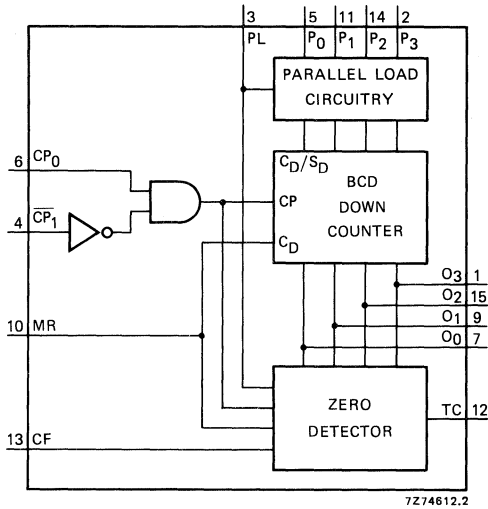 3 5 11 14 2
PL P0 P1 P2 P3
PARALLEL LOAD
CIRCUITRY
6 CP0
CD/SD
BCD
DOWN
COUNTER
CP
4 CP1
CD
O3 1
O2 15
O1 9
O0 7
10 MR
ZERO
DETECTOR
TC 12
13 CF
7Z74612.2